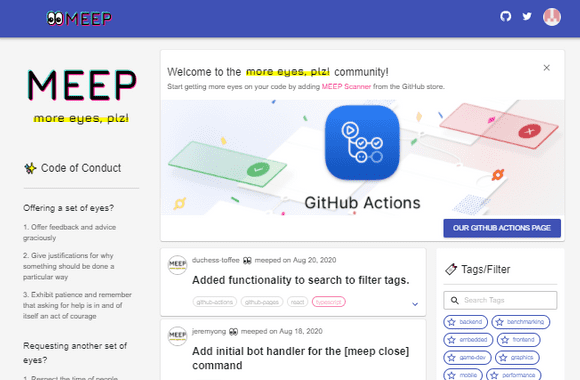 MEEP
MEEP
more eyes, plz!
Code of Conduct
Offering a set of eyes?
1. Offer feedback and advice
graciously
2. Give justifications for why
something should be done a
particular way
3. Exhibit patience and remember
that asking for help is in and of
itself an act of courage
Requesting another set of
eyes?
1. Respect the time of people
Welcome to the more eyes, plz! community!
Start getting more eyes on your code by adding MEEP Scanner from the GitHub store.
GitHub Actions
OUR GITHUB ACTIONS PAGE
MEEP
duchess-toffee meeped on Aug 20, 2020
Added functionality to search to filter tags.
github-actions github-pages react typescript
MEEP
jeremyong meeped on Aug 18, 2020
Add initial bot handler for the [meep close]
command
Tags/Filter
Search Tags
backend benchmarking
embedded frontend
game-dev graphics
mobile performance